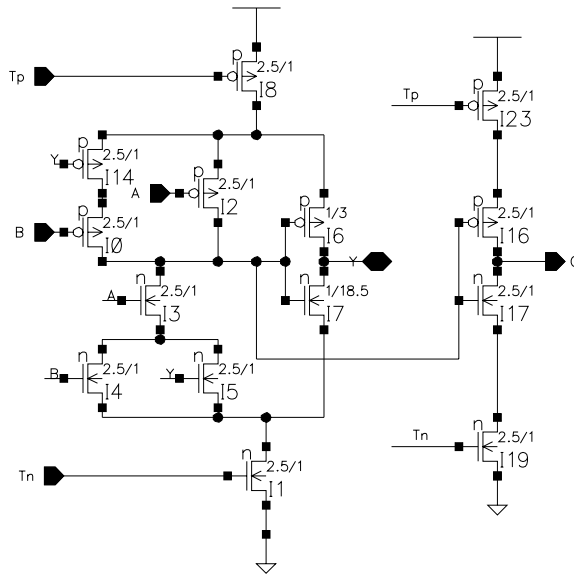 p
Tp
2.5/1
I8
p
Tp
2.5/1
I23
p
Y
2.5/1
I14
p
A
2.5/1
I2
p
B
2.5/1
I0
p
1/3
I6
p
2.5/1
I16
Y
n
A
2.5/1
I3
n
1/18.5
I7
n
2.5/1
I17
n
B
2.5/1
I4
n
Y
2.5/1
I5
n
Tn
2.5/1
I1
n
Tn
2.5/1
I19